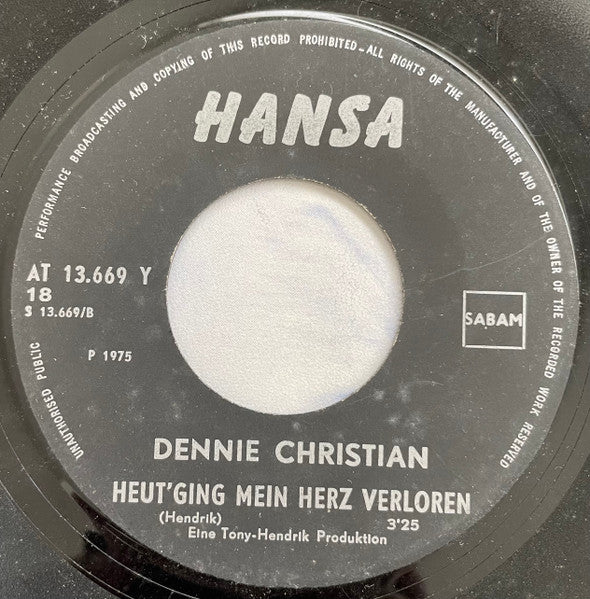 UNAUTHORISED PUBLIC PERFORMANCE BROADCASTING AND COPYING OF THIS RECORD PROHIBITED—ALL RIGHTS OF THE MANUFACTURER AND OF THE OWNER OF THE RECORDED WORK RESERVED
HANSA
AT 13.669 Y
18
S 13.669/B
SABAM
P 1975
DENNIE CHRISTIAN
HEUT'GING MEIN HERZ VERLOREN
(Hendrik) 3'25
Eine Tony-Hendrik Produktion